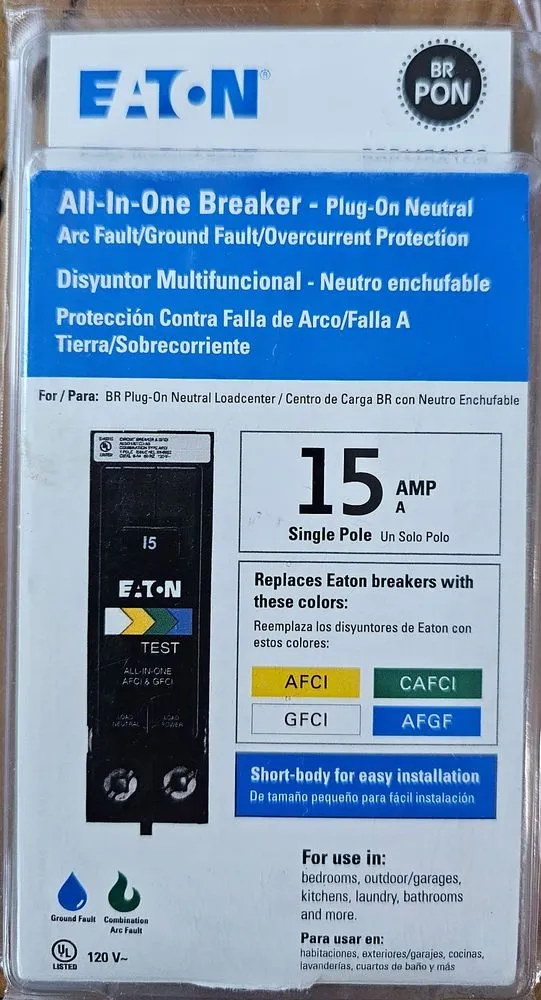 EATON®
BR
PON
All-In-One Breaker - Plug-On Neutral
Arc Fault/Ground Fault/Overcurrent Protection
Disyuntor Multifuncional - Neutro enchufable
Protección Contra Falla de Arco/Falla A
Tierra/Sobrecorriente
For / Para: BR Plug-On Neutral Loadcenter / Centro de Carga BR con Neutro Enchufable
15
EATON
TEST
ALL-IN-ONE
AFCI & GFCI
LOAD NEUTRAL
LOAD POWER
15 AMP
A
Single Pole Un Solo Polo
Replaces Eaton breakers with
these colors:
Reemplaza los disyuntores de Eaton con
estos colores:
AFCI CAFCI
GFCI AFGF
Short-body for easy installation
De tamaño pequeño para fácil instalación
For use in:
bedrooms, outdoor/garages,
kitchens, laundry, bathrooms
and more.
Para usar en:
habitaciones, exteriores/garajes, cocinas,
lavanderías, cuartos de baño y más
Ground Fault
Combination
Arc Fault
UL
LISTED
120 V~